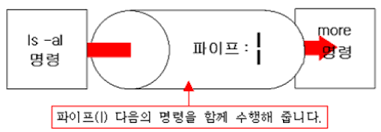 ls -al
명령
파이프 : |
more
명령
파이프(|) 다음의 명령을 함께 수행해 줍니다.